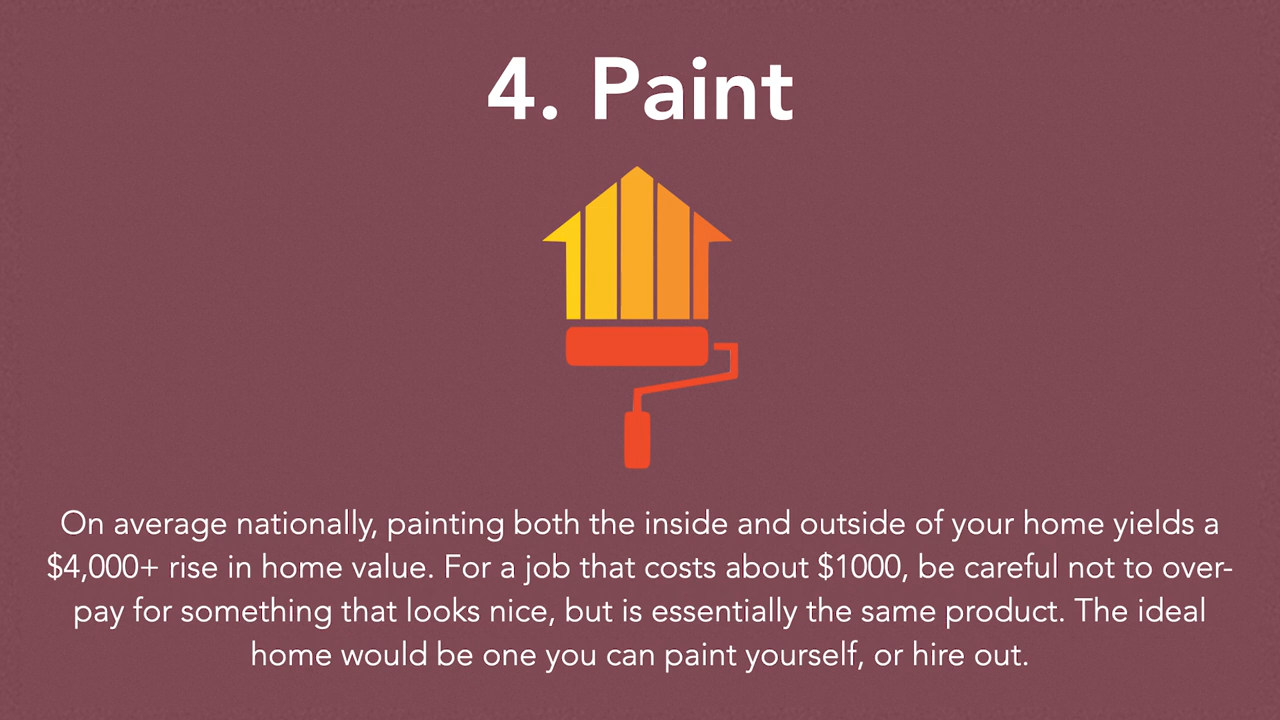 4. Paint
On average nationally, painting both the inside and outside of your home yields a
$4,000+ rise in home value. For a job that costs about $1000, be careful not to over-
pay for something that looks nice, but is essentially the same product. The ideal
home would be one you can paint yourself, or hire out.